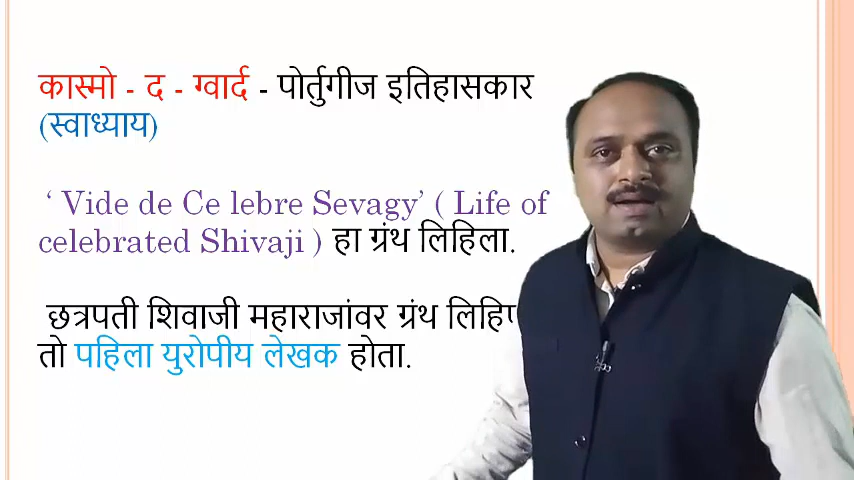 कास्मो - द - ग्वार्द - पोर्तुगीज इतिहासकार
(स्वाध्याय)
‘ Vide de Ce lebre Sevagy’ ( Life of
celebrated Shivaji ) हा ग्रंथ लिहिला.
छत्रपती शिवाजी महाराजांवर ग्रंथ
तो पहिला युरोपीय लेखक होता.